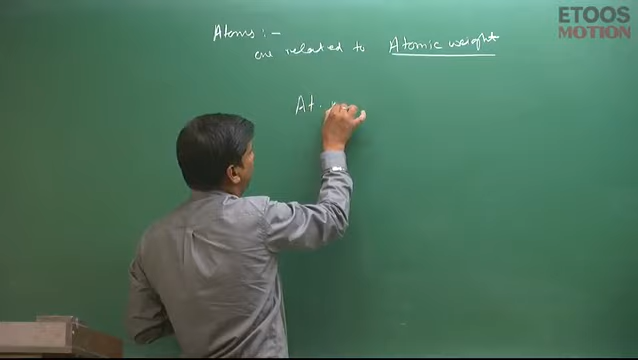 ETOOS
MOTION
Atoms :-
are related to Atomic weight
At.